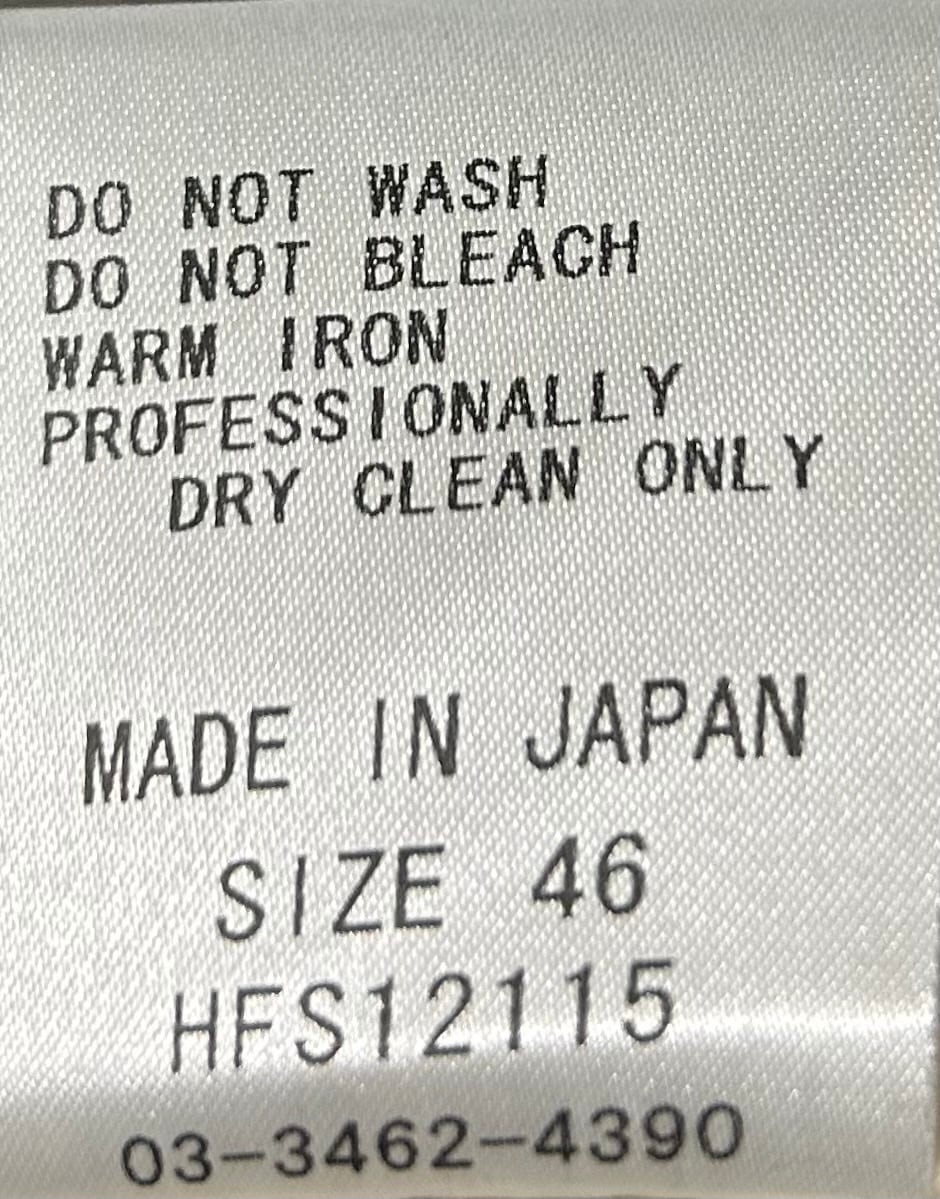 DO NOT WASH
DO NOT BLEACH
WARM IRON
PROFESSIONALLY
DRY CLEAN ONLY
MADE IN JAPAN
SIZE 46
HFS12115
03-3462-4390